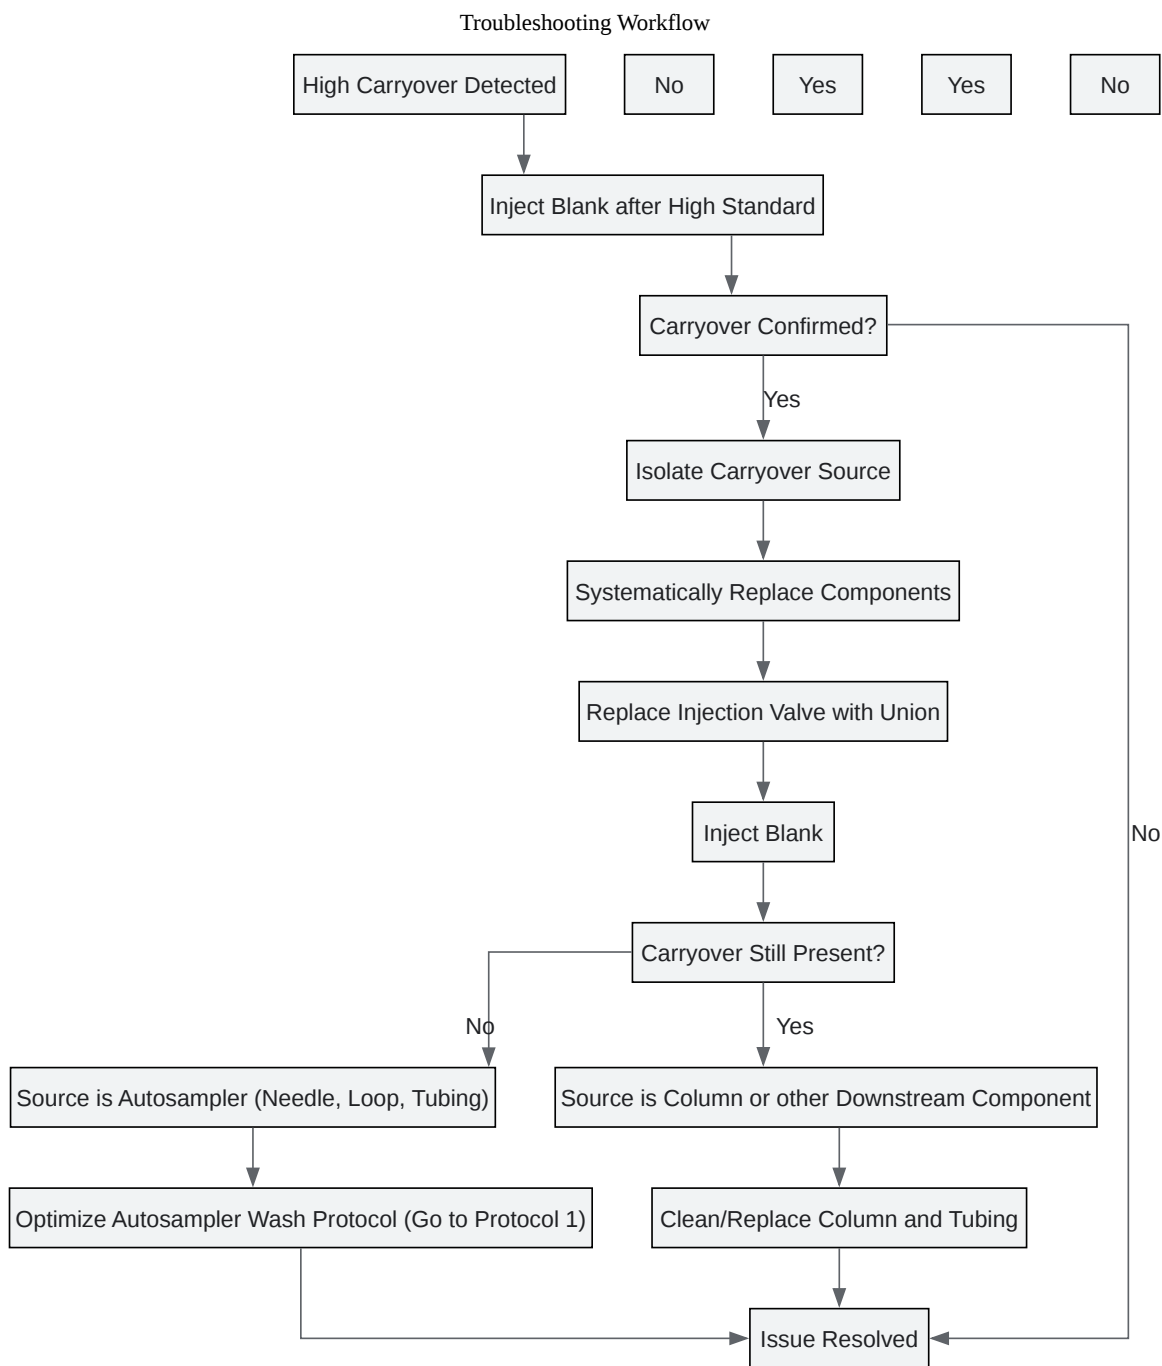 Troubleshooting Workflow
High Carryover Detected
No
Yes
Yes
No
Inject Blank after High Standard
Carryover Confirmed?
Yes
Isolate Carryover Source
Systematically Replace Components
Replace Injection Valve with Union
Inject Blank
No
Carryover Still Present?
No
Yes
Source is Autosampler (Needle, Loop, Tubing)
Source is Column or other Downstream Component
Optimize Autosampler Wash Protocol (Go to Protocol 1)
Clean/Replace Column and Tubing
Issue Resolved